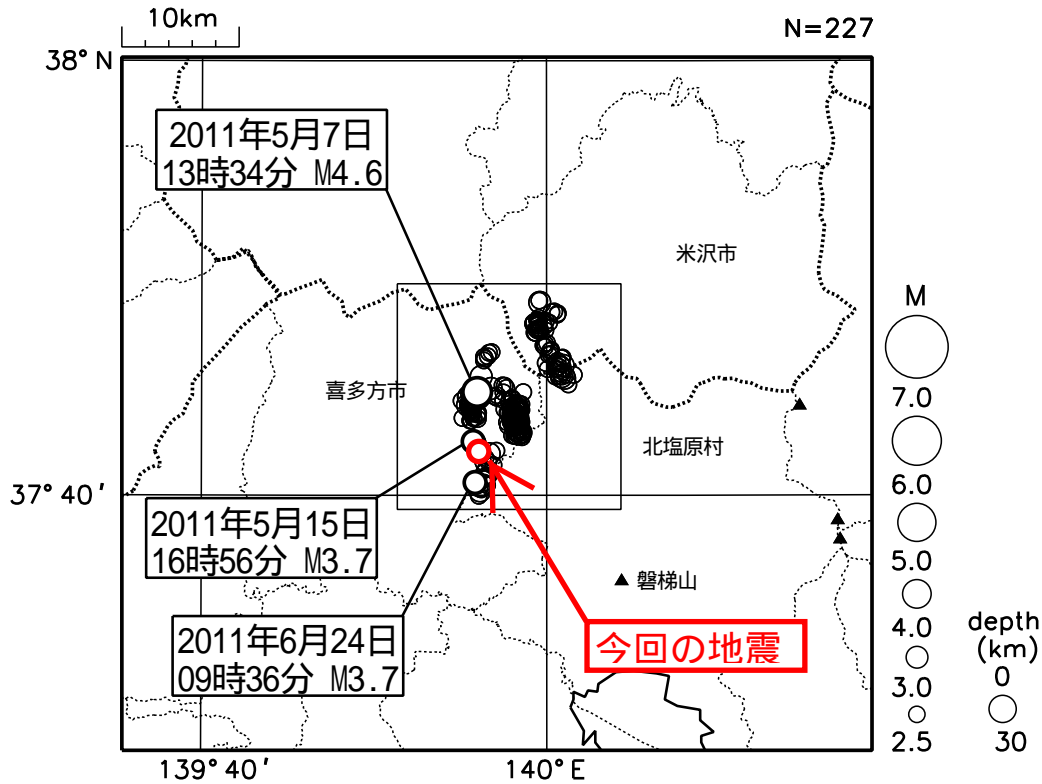 10km
N=227
38°N
2011年5月7日
13時34分 M4.6
米沢市
喜多方市
北塩原村
37°40′
2011年5月15日
16時56分 M3.7
磐梯山
2011年6月24日
09時36分 M3.7
今回の地震
139°40′
140°E
M
7.0
6.0
5.0
4.0
3.0
2.5
depth
(km)
0
30